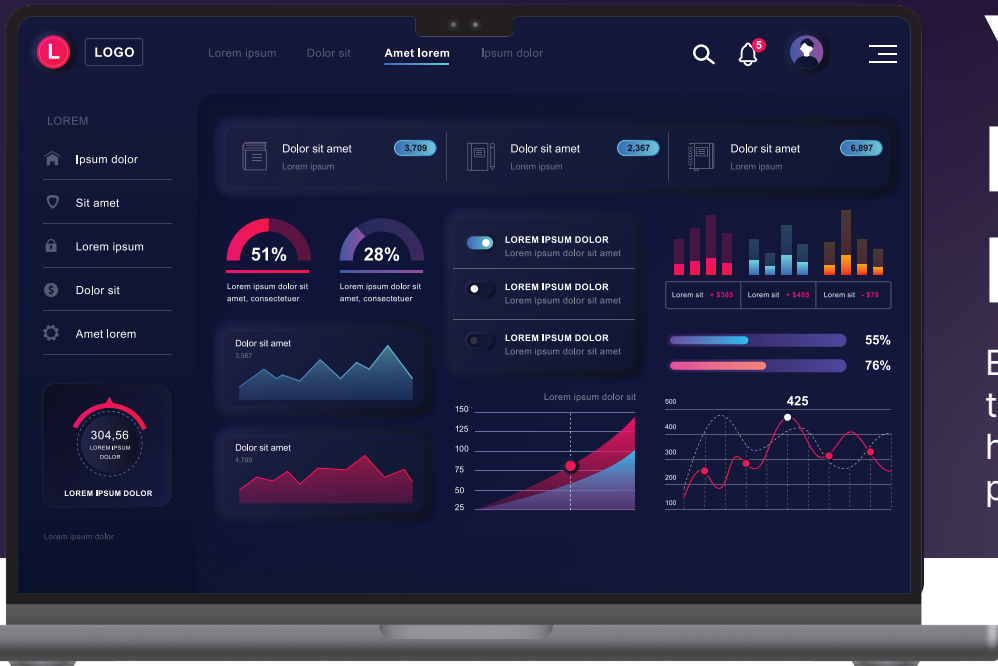 L
LOGO
Lorem ipsum
Dolor sit
Amet lorem
Ipsum dolor
5
LOREM
Ipsum dolor
Sit amet
Lorem ipsum
Dolor sit
Amet lorem
304,56
LOREM IPSUM
DOLOR
LOREM IPSUM DOLOR
Lorem ipsum dolor
Dolor sit amet
3,709
Lorem ipsum
Dolor sit amet
2,367
Lorem ipsum
Dolor sit amet
6,897
Lorem ipsum
51%
Lorem ipsum dolor sit
amet, consectetuer
28%
Lorem ipsum dolor sit
amet, consectetuer
LOREM IPSUM DOLOR
Lorem ipsum dolor sit amet
LOREM IPSUM DOLOR
Lorem ipsum dolor sit amet
LOREM IPSUM DOLOR
Lorem ipsum dolor sit amet
Lorem sit + $385
Lorem sit + $485
Lorem sit - $78
55%
76%
Dolor sit amet
3,567
Dolor sit amet
4,789
Lorem ipsum dolor sit
150
125
100
75
50
25
425
500
400
300
200
100